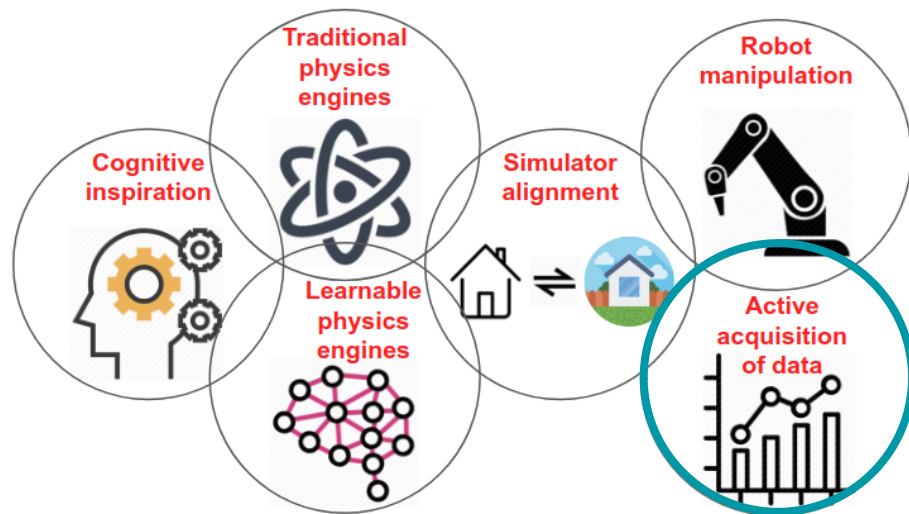 Traditional
physics
engines
Robot
manipulation
Cognitive
inspiration
Simulator
alignment
Learnable
physics
engines
Active
acquisition
of data